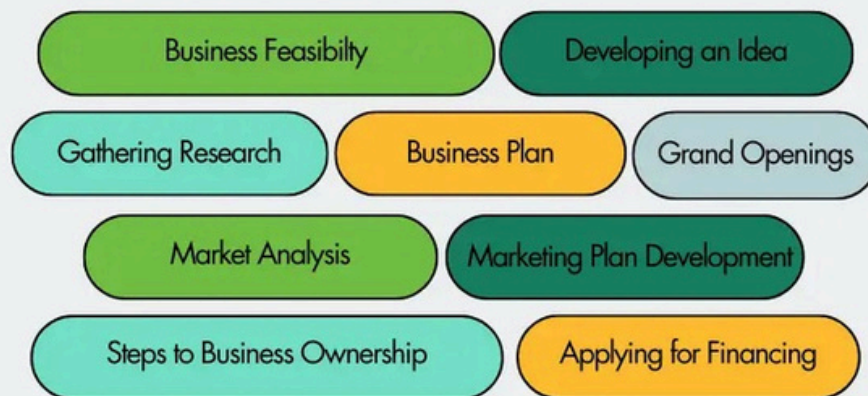 Business Feasibilty
Developing an Idea
Gathering Research
Business Plan
Grand Openings
Market Analysis
Marketing Plan Development
Steps to Business Ownership
Applying for Financing